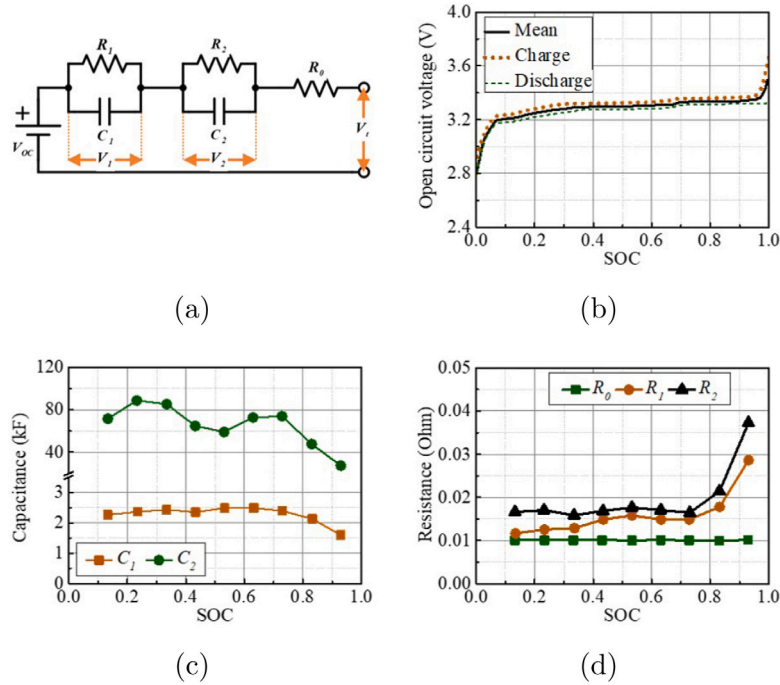 R1
R2
R0
C1
C2
+
VOC
V1
V2
Vt
(a)
4.0
3.6
3.2
2.8
2.4
Open circuit voltage (V)
Mean
Charge
Discharge
0.0 0.2 0.4 0.6 0.8 1.0
SOC
(b)
120
80
40
3
2
1
0
Capacitance (kF)
C1 C2
0.0 0.2 0.4 0.6 0.8 1.0
SOC
(c)
0.05
0.04
0.03
0.02
0.01
0.00
Resistance (Ohm)
R0 R1 R2
0.0 0.2 0.4 0.6 0.8 1.0
SOC
(d)